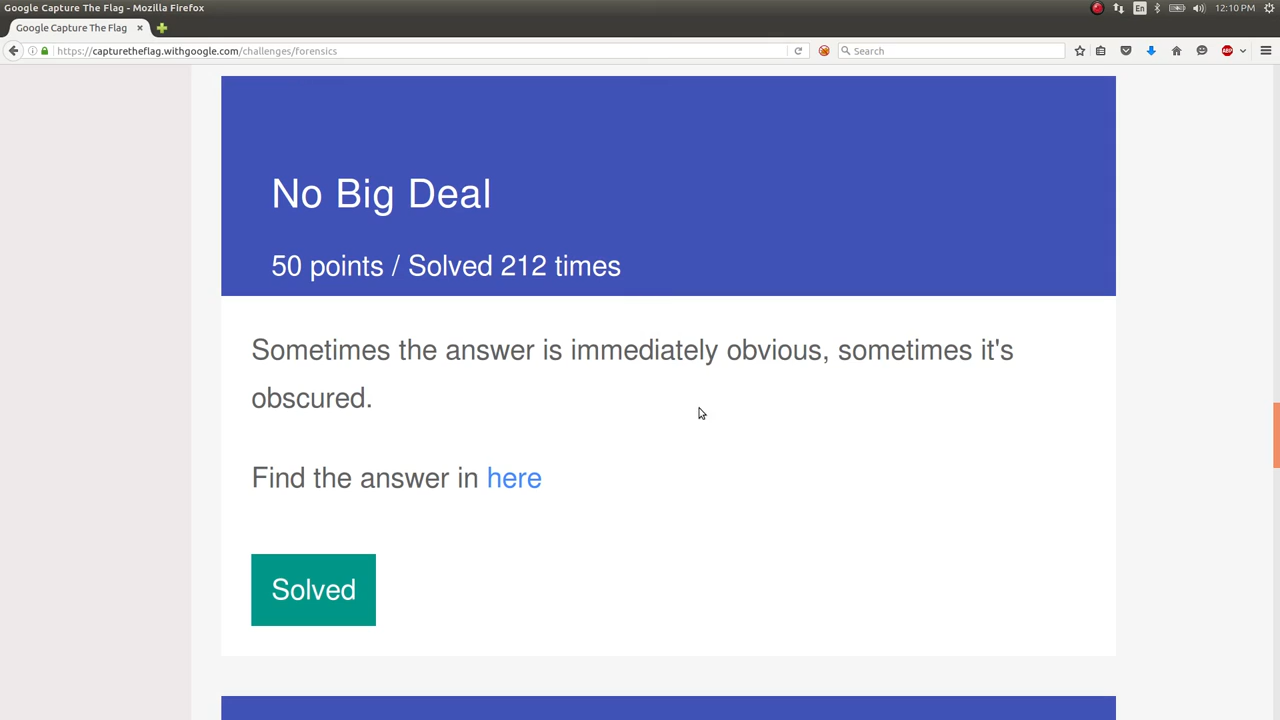 Google Capture The Flag - Mozilla Firefox
En
12:10 PM
Google Capture The Flag
https://capturetheflag.withgoogle.com/challenges/forensics
Search
ABP
No Big Deal
50 points / Solved 212 times
Sometimes the answer is immediately obvious, sometimes it's
obscured.
Find the answer in here
Solved